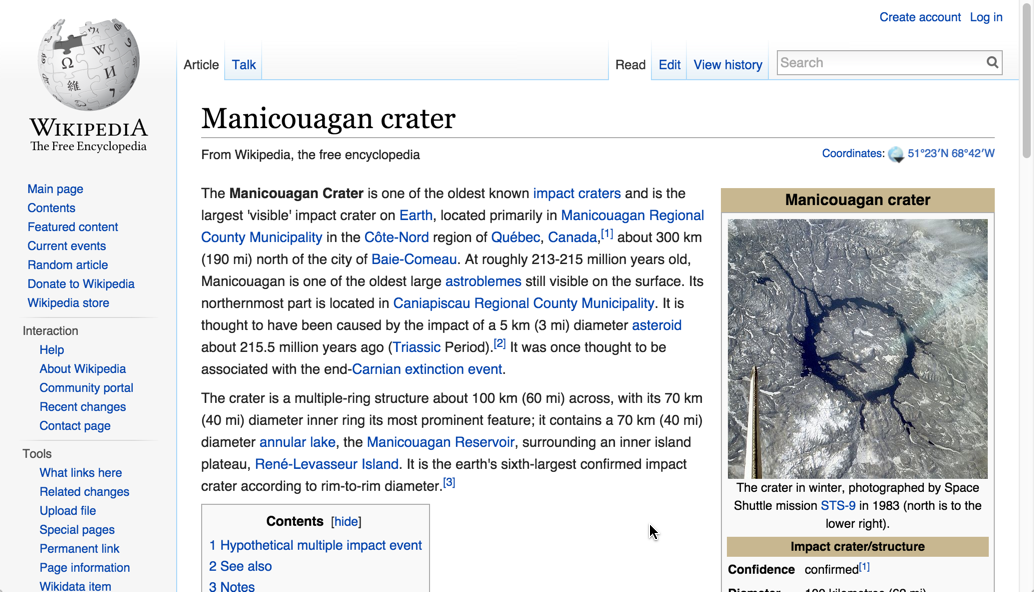 Create account Log in
Article Talk Read Edit View history Search
WIKIPEDIA
The Free Encyclopedia
Main page
Contents
Featured content
Current events
Random article
Donate to Wikipedia
Wikipedia store
Interaction
Help
About Wikipedia
Community portal
Recent changes
Contact page
Tools
What links here
Related changes
Upload file
Special pages
Permanent link
Page information
Wikidata item
Manicouagan crater
From Wikipedia, the free encyclopedia
Coordinates: 51°23′N 68°42′W
The Manicouagan Crater is one of the oldest known impact craters and is the
largest 'visible' impact crater on Earth, located primarily in Manicouagan Regional
County Municipality in the Côte-Nord region of Québec, Canada,[1] about 300 km
(190 mi) north of the city of Baie-Comeau. At roughly 213-215 million years old,
Manicouagan is one of the oldest large astroblemes still visible on the surface. Its
northernmost part is located in Caniapiscau Regional County Municipality. It is
thought to have been caused by the impact of a 5 km (3 mi) diameter asteroid
about 215.5 million years ago (Triassic Period).[2] It was once thought to be
associated with the end-Carnian extinction event.
The crater is a multiple-ring structure about 100 km (60 mi) across, with its 70 km
(40 mi) diameter inner ring its most prominent feature; it contains a 70 km (40 mi)
diameter annular lake, the Manicouagan Reservoir, surrounding an inner island
plateau, René-Levasseur Island. It is the earth's sixth-largest confirmed impact
crater according to rim-to-rim diameter.[3]
Contents [hide]
1 Hypothetical multiple impact event
2 See also
3 Notes
Manicouagan crater
The crater in winter, photographed by Space
Shuttle mission STS-9 in 1983 (north is to the
lower right).
Impact crater/structure
Confidence confirmed[1]
Diameter 100 kilometres (62 mi)